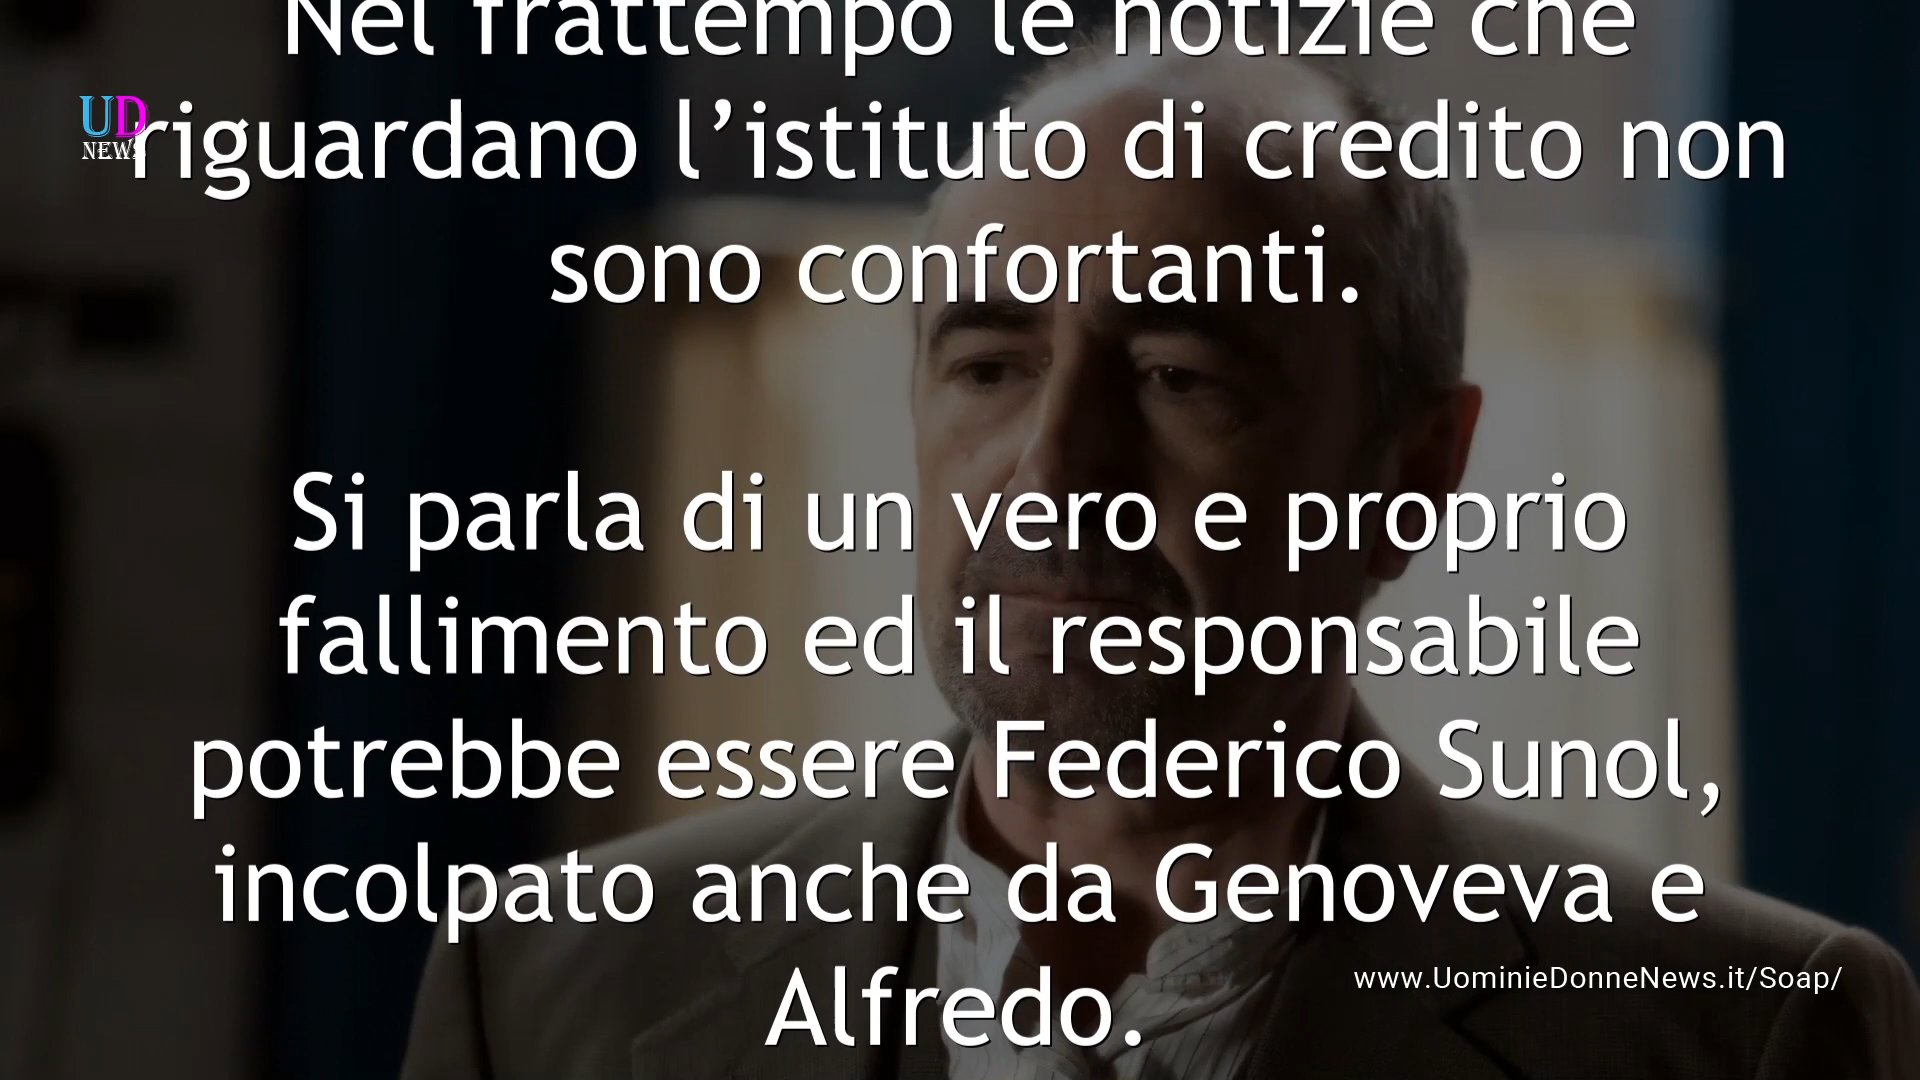 Nel frattempo le notizie che
UD
NEWS
riguardano l’istituto di credito non
sono confortanti.
Si parla di un vero e proprio
fallimento ed il responsabile
potrebbe essere Federico Sunol,
incolpato anche da Genoveva e
Alfredo.
www.UominieDonneNews.it/Soap/